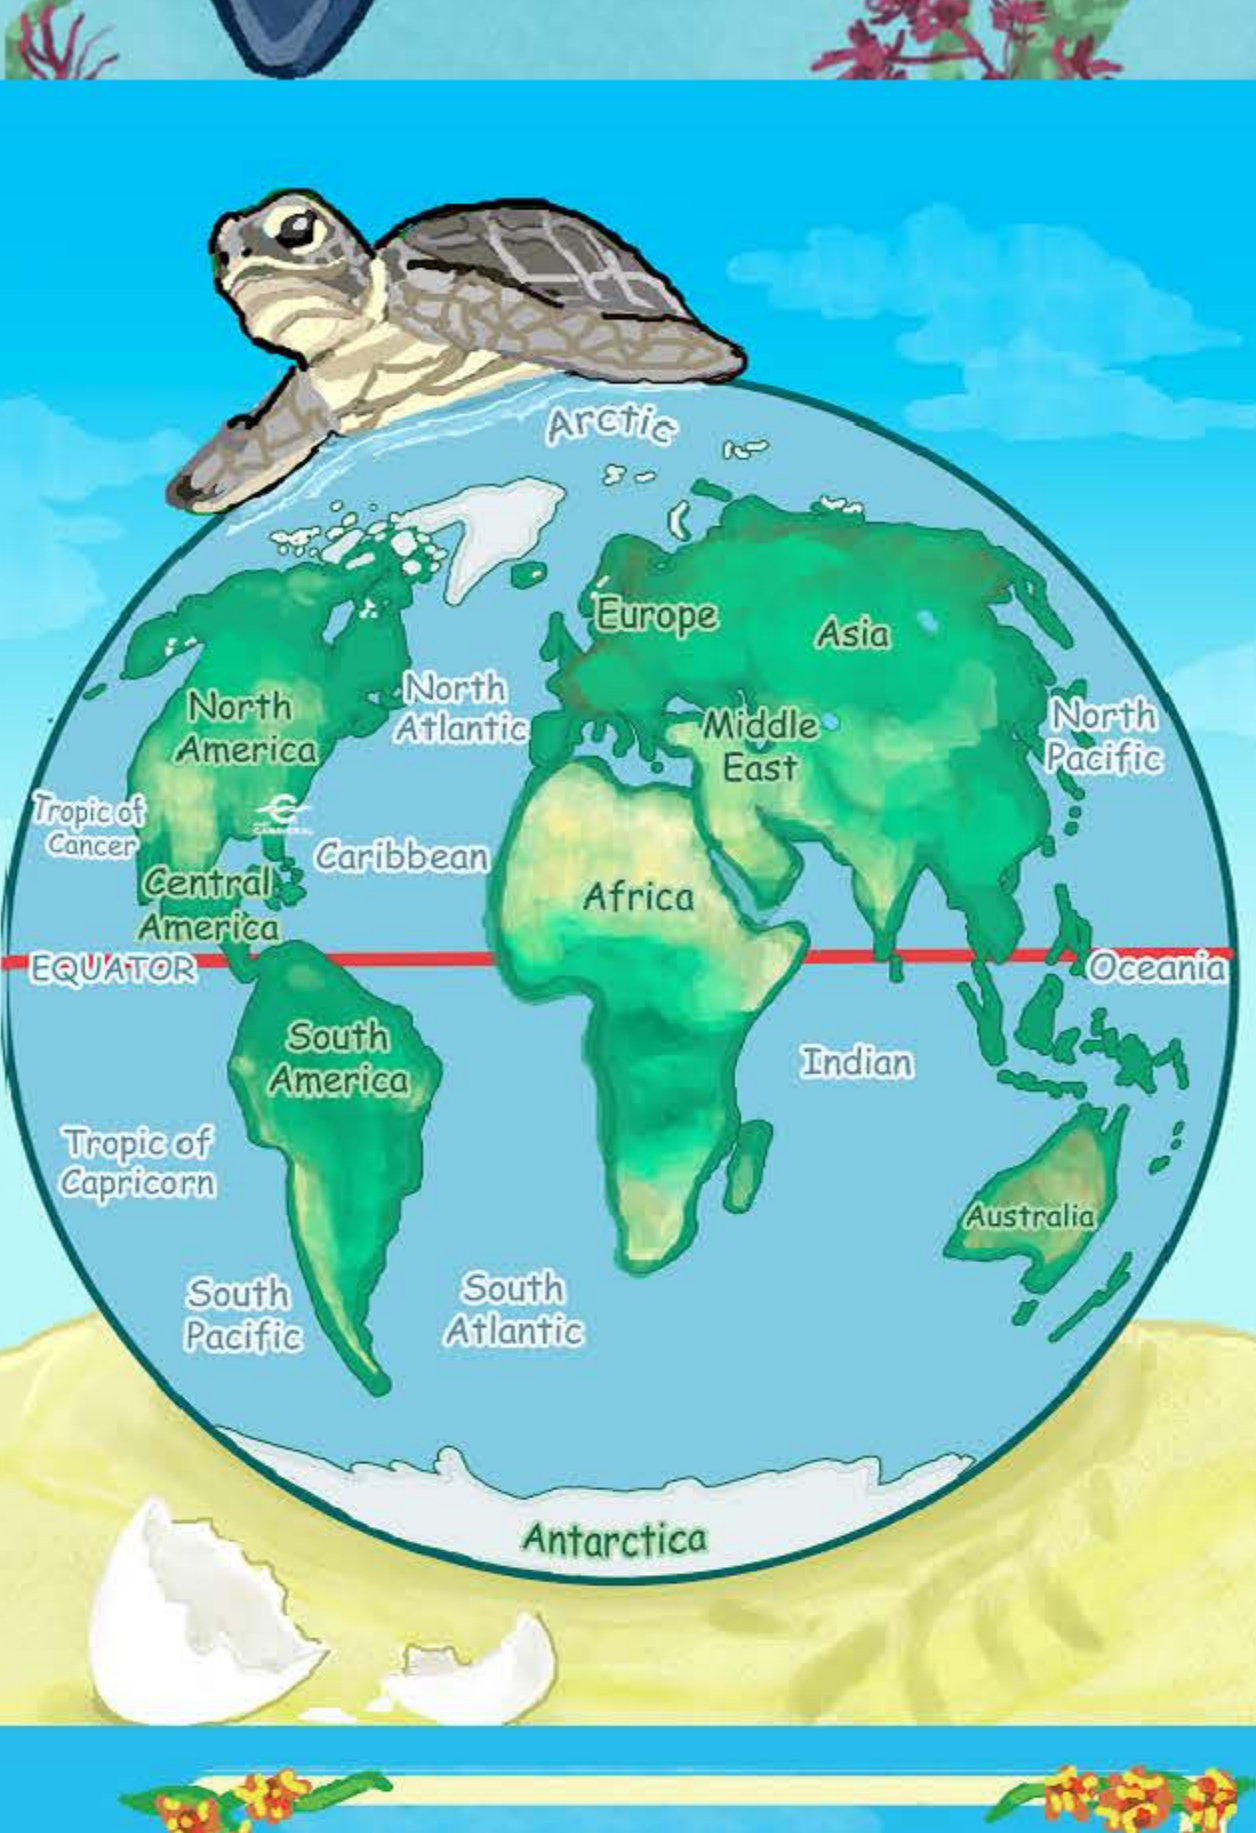 Arctic
Europe
Asia
North
America
North
Atlantic
Middle
East
North
Pacific
Tropic of
Cancer
Caribbean
Central
America
Africa
EQUATOR
Oceania
South
America
Indian
Tropic of
Capricorn
Australia
South
Pacific
South
Atlantic
Antarctica